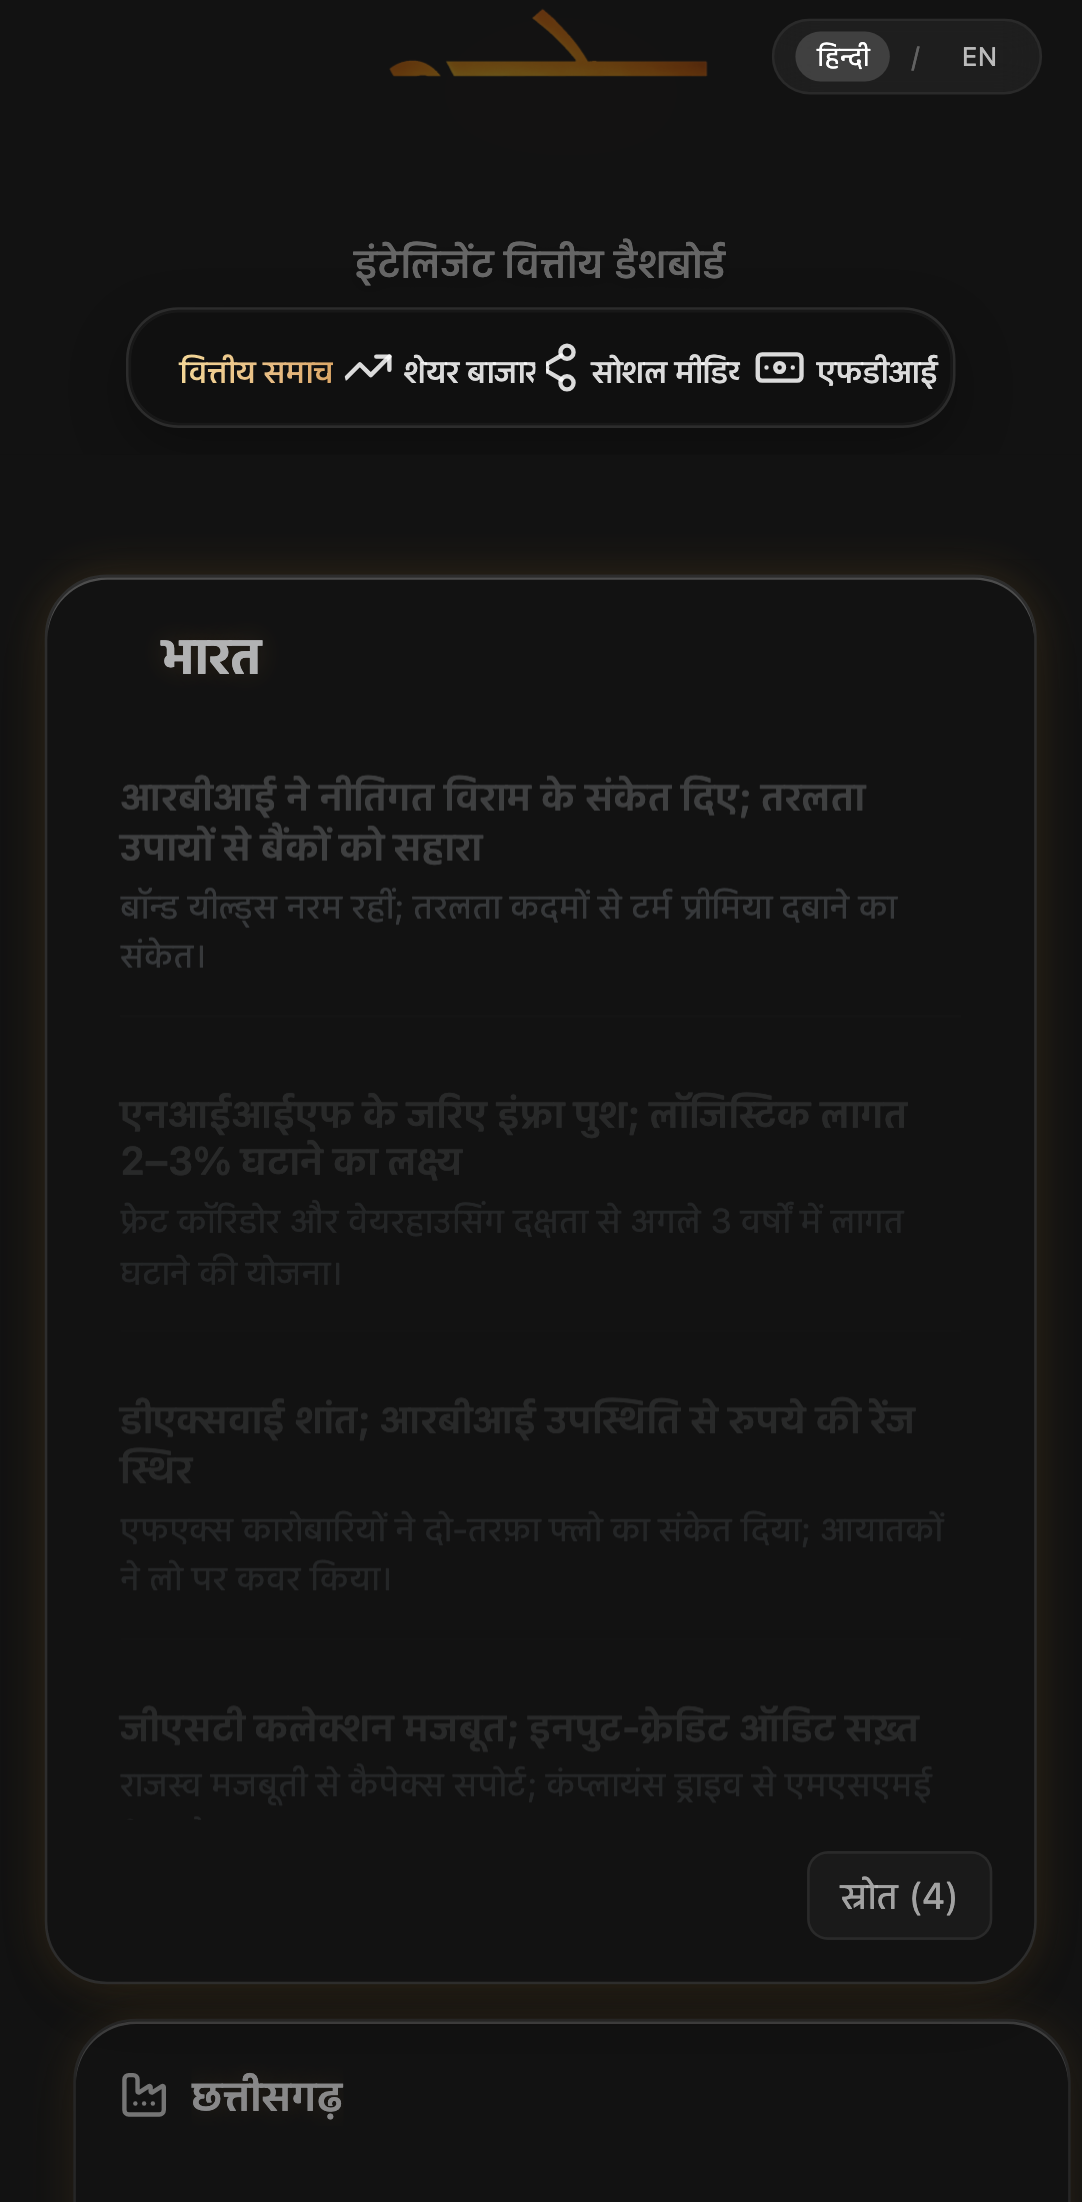 हिन्दी / EN
इंटेलिजेंट वित्तीय डैशबोर्ड
वित्तीय समाच शेयर बाजार सोशल मीडि एफडीआई
भारत
आरबीआई ने नीतिगत विराम के संकेत दिए; तरलता
उपायों से बैंकों को सहारा
बॉन्ड यील्ड्स नरम रहीं; तरलता कदमों से टर्म प्रीमिया दबाने का
संकेत।
एनआईआईएफ के जरिए इंफ्रा पुश; लॉजिस्टिक लागत
2–3% घटाने का लक्ष्य
फ्रेट कॉरिडोर और वेयरहाउसिंग दक्षता से अगले 3 वर्षों में लागत
घटाने की योजना।
डीएक्सवाई शांत; आरबीआई उपस्थिति से रुपये की रेंज
स्थिर
एफएक्स कारोबारियों ने दो-तरफ़ा फ्लो का संकेत दिया; आयातकों
ने लो पर कवर किया।
जीएसटी कलेक्शन मजबूत; इनपुट-क्रेडिट ऑडिट सख़्त
राजस्व मजबूती से कैपेक्स सपोर्ट; कंप्लायंस ड्राइव से एमएसएमई
स्रोत (4)
छत्तीसगढ़